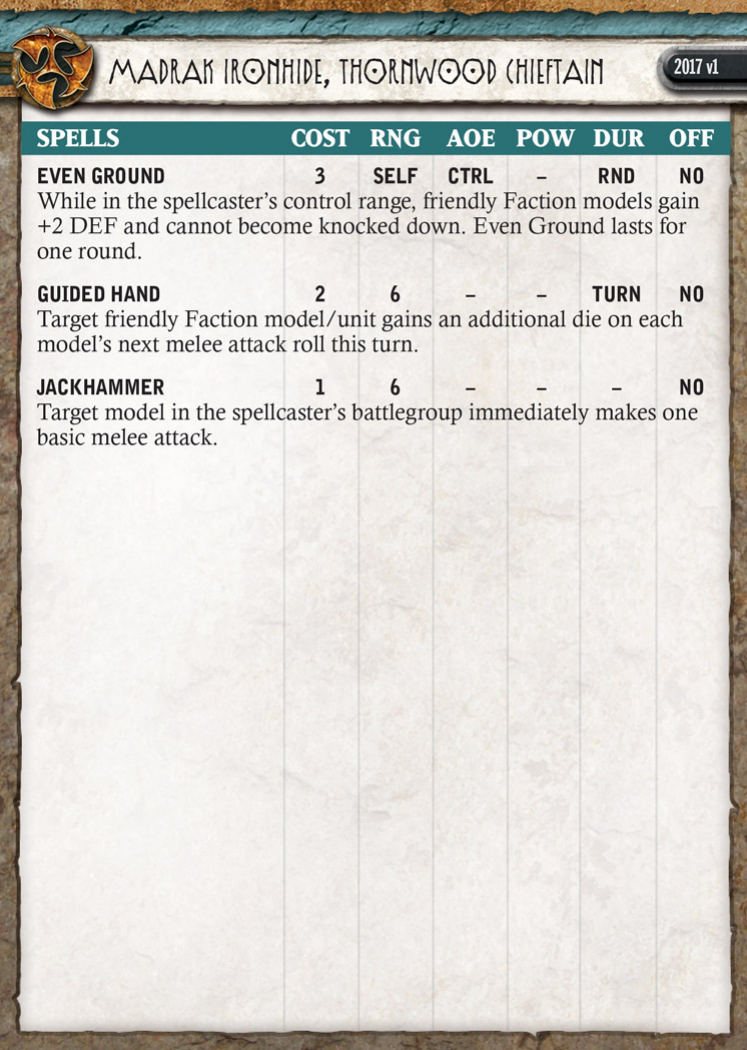 MADRAK IRONHIDE, THORNWOOD CHIEFTAIN
2017 v1
SPELLS COST RNG AOE POW DUR OFF
EVEN GROUND 3 SELF CTRL – RND NO
While in the spellcaster’s control range, friendly Faction models gain
+2 DEF and cannot become knocked down. Even Ground lasts for
one round.
GUIDED HAND 2 6 – – TURN NO
Target friendly Faction model/unit gains an additional die on each
model’s next melee attack roll this turn.
JACKHAMMER 1 6 – – – NO
Target model in the spellcaster’s battlegroup immediately makes one
basic melee attack.